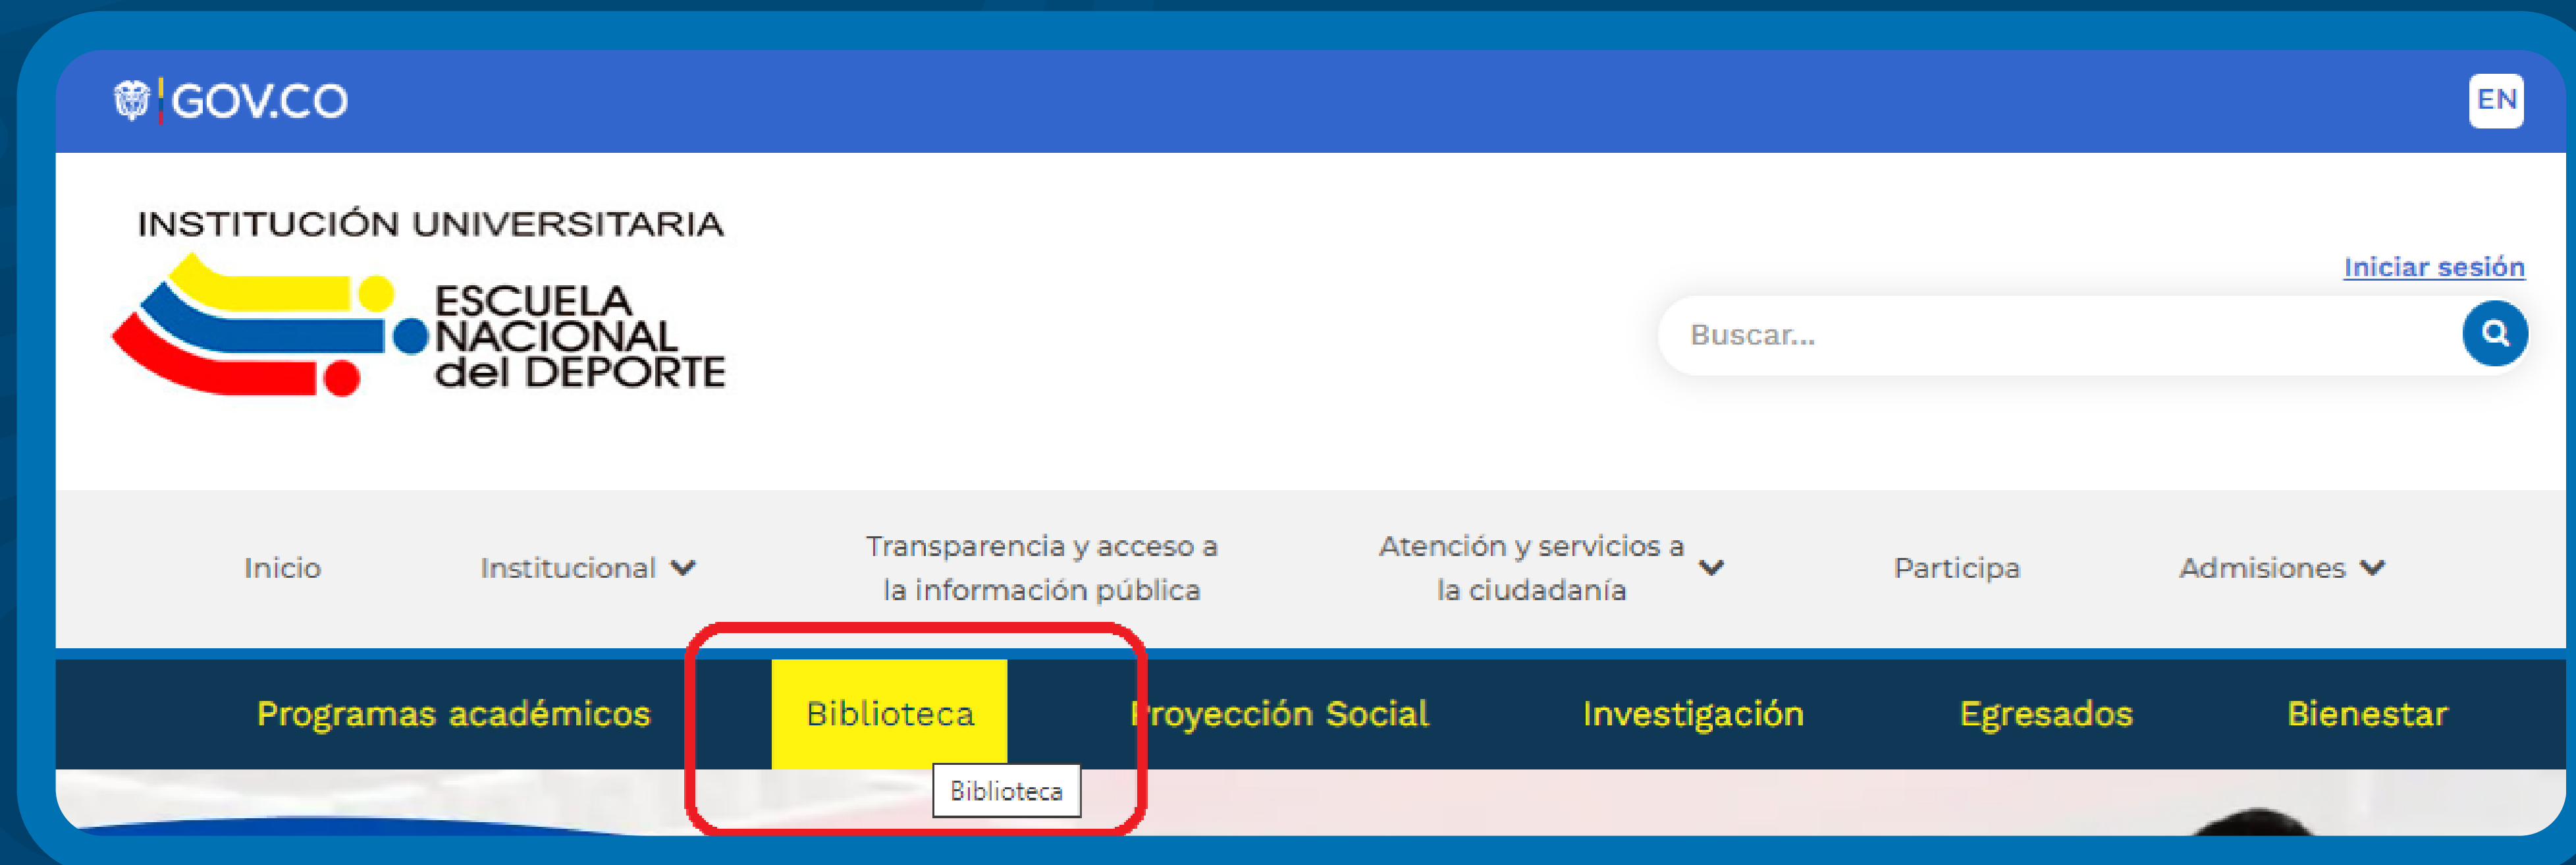 GOV.CO
EN
INSTITUCIÓN UNIVERSITARIA
ESCUELA
NACIONAL
del DEPORTE
Iniciar sesión
Buscar...
Inicio
Institucional
Transparencia y acceso a
la información pública
Atención y servicios a
la ciudadanía
Participa
Admisiones
Programas académicos
Biblioteca
Proyección Social
Investigación
Egresados
Bienestar
Biblioteca